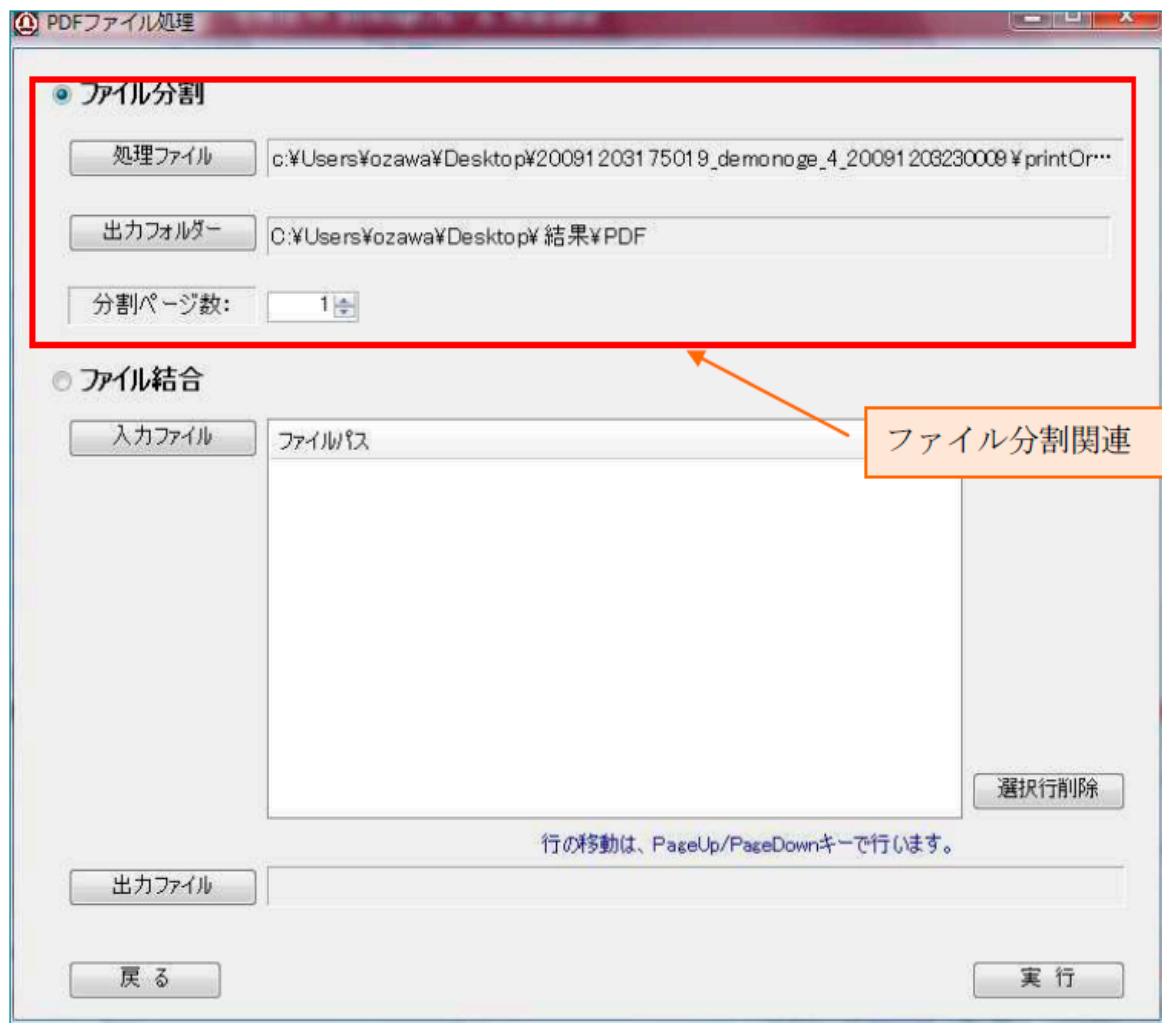 PDFファイル処理
ファイル分割
処理ファイル
c:¥Users¥ozawa¥Desktop¥20091203175019_demonoge_4_20091203230009¥printOr…
出力フォルダー
C:¥Users¥ozawa¥Desktop¥結果¥PDF
分割ページ数:
1
ファイル結合
入力ファイル
ファイルパス
ファイル分割関連
選択行削除
行の移動は、PageUp/PageDownキーで行います。
出力ファイル
戻る
実行